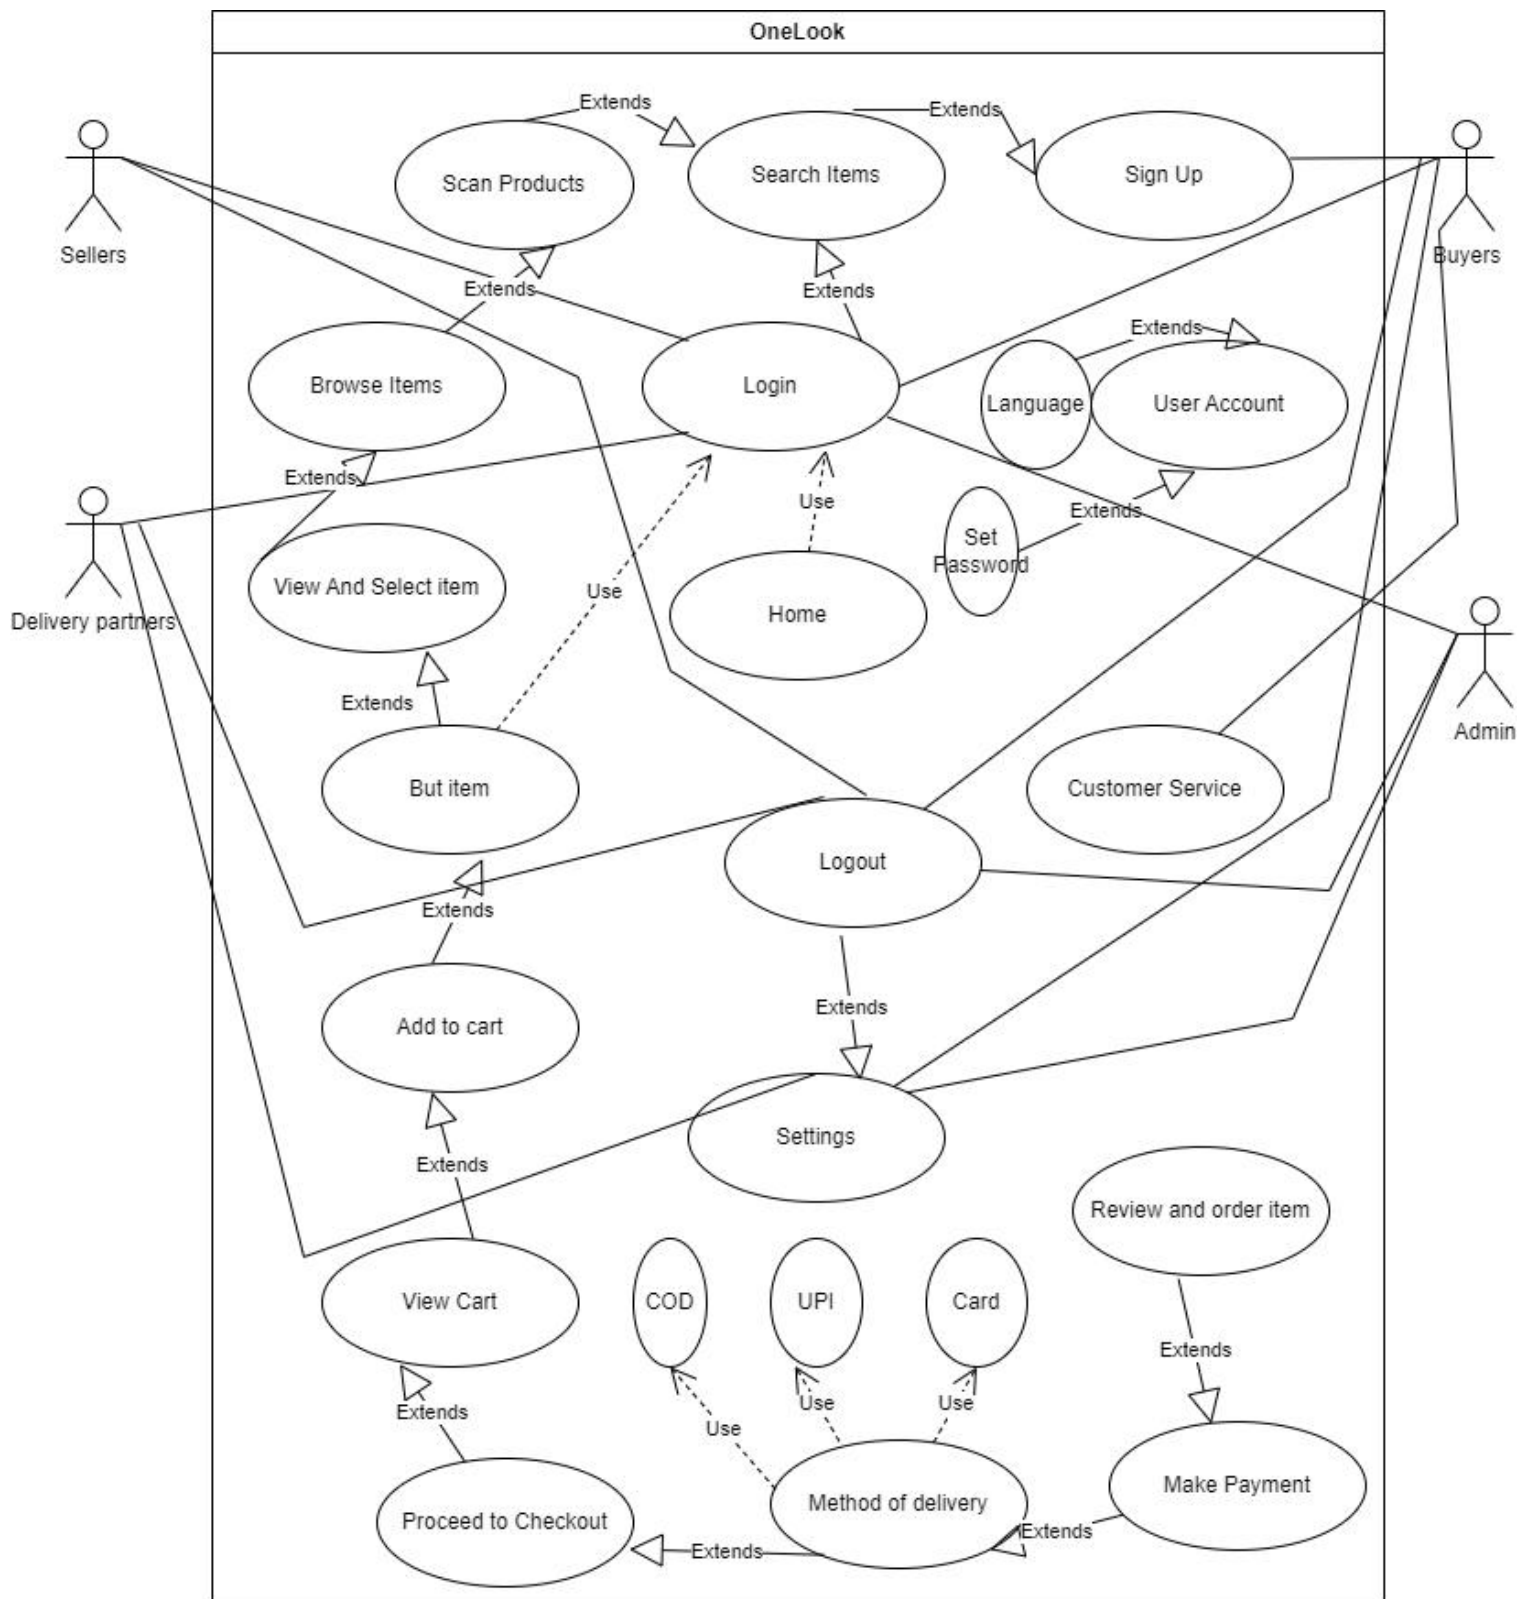 OneLook
Extends
Extends
Scan Products
Search Items
Sign Up
Sellers
Buyers
Extends
Extends
Extends
Browse Items
Login
Language
User Account
Extends
Use
Extends
Set
Password
View And Select item
Use
Home
Delivery partners
Extends
Admin
But item
Customer Service
Logout
Extends
Extends
Add to cart
Settings
Extends
Review and order item
View Cart
COD
UPI
Card
Extends
Extends
Use
Use
Use
Make Payment
Method of delivery
Proceed to Checkout
Extends
Extends